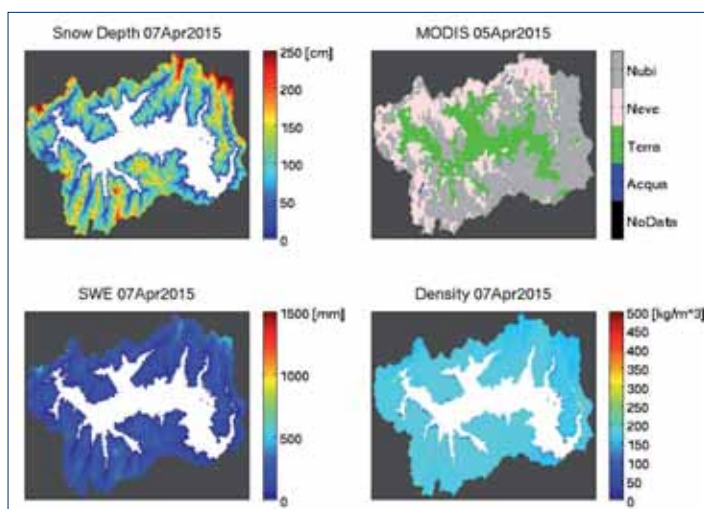 Snow Depth 07Apr2015
250 [cm]
200
150
100
50
0
MODIS 05Apr2015
Nubi
Neve
Terra
Acqua
NoData
SWE 07Apr2015
1500 [mm]
1000
500
0
Density 07Apr2015
500 [kg/m^3]
450
400
350
300
250
200
150
100
50
0